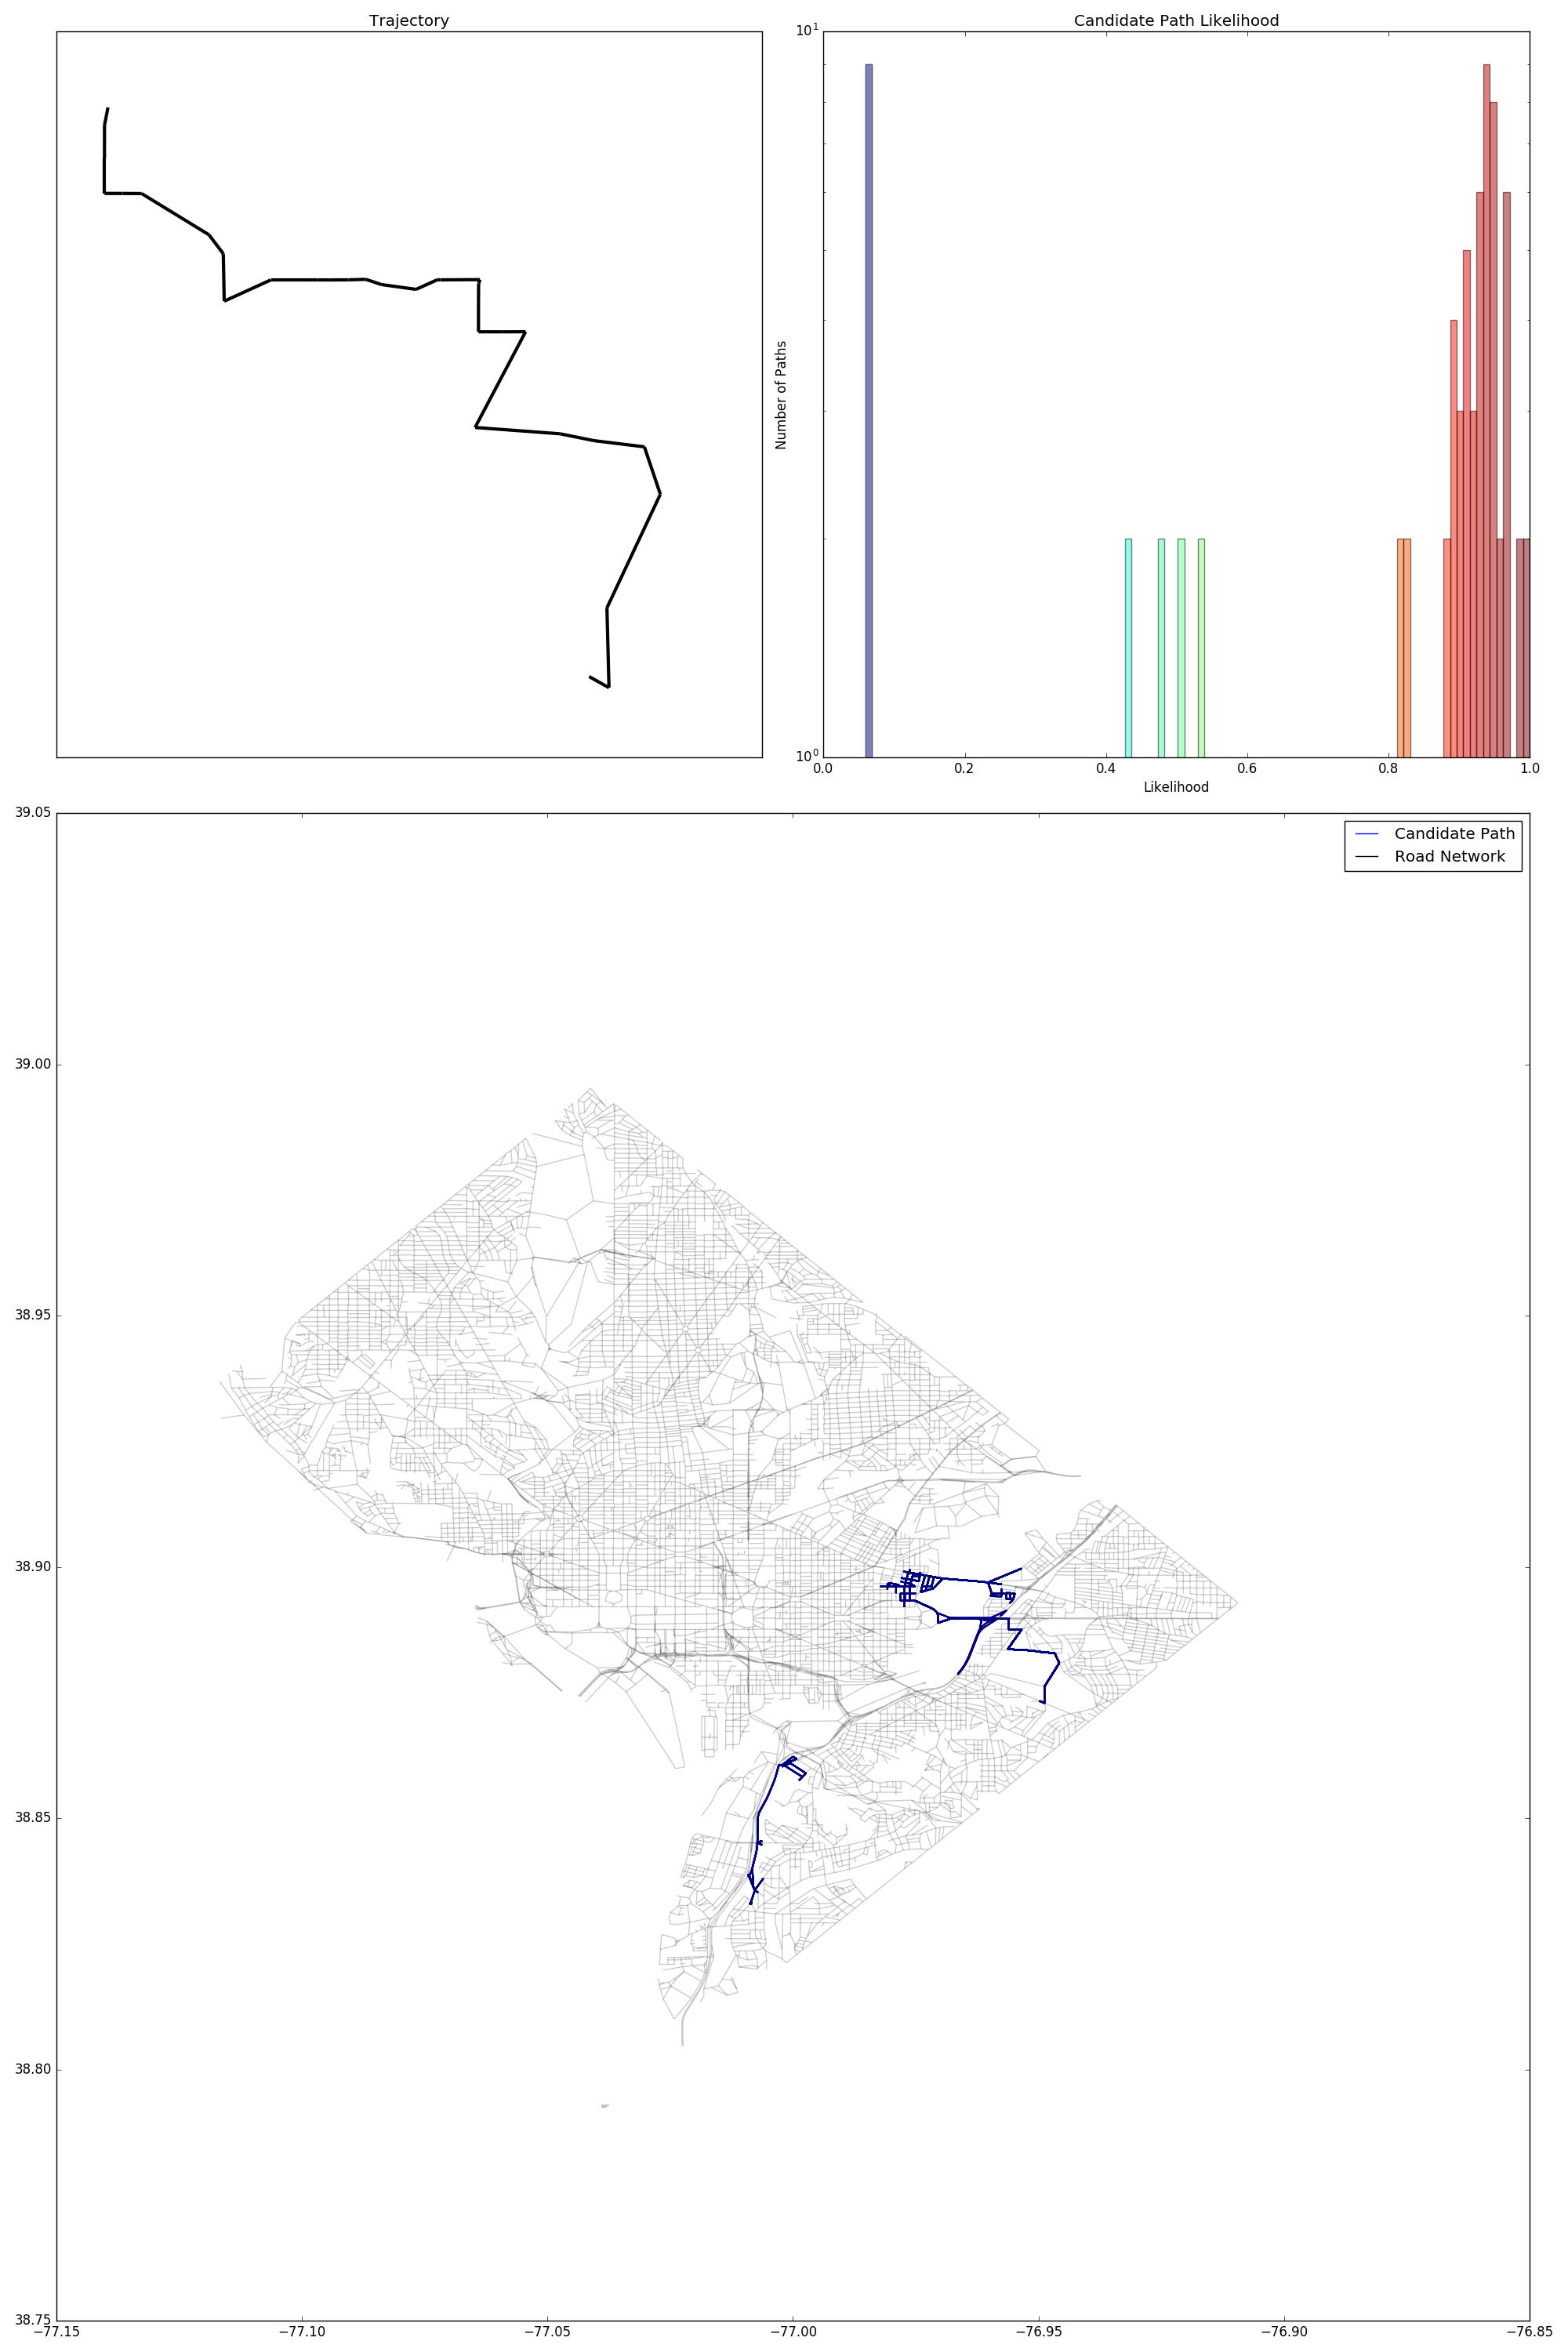 Trajectory
Candidate Path Likelihood
10¹
Number of Paths
10⁰
0.0 0.2 0.4 0.6 0.8 1.0
Likelihood
39.05
Candidate Path
Road Network
39.00
38.95
38.90
38.85
38.80
38.75
−77.15 −77.10 −77.05 −77.00 −76.95 −76.90 −76.85